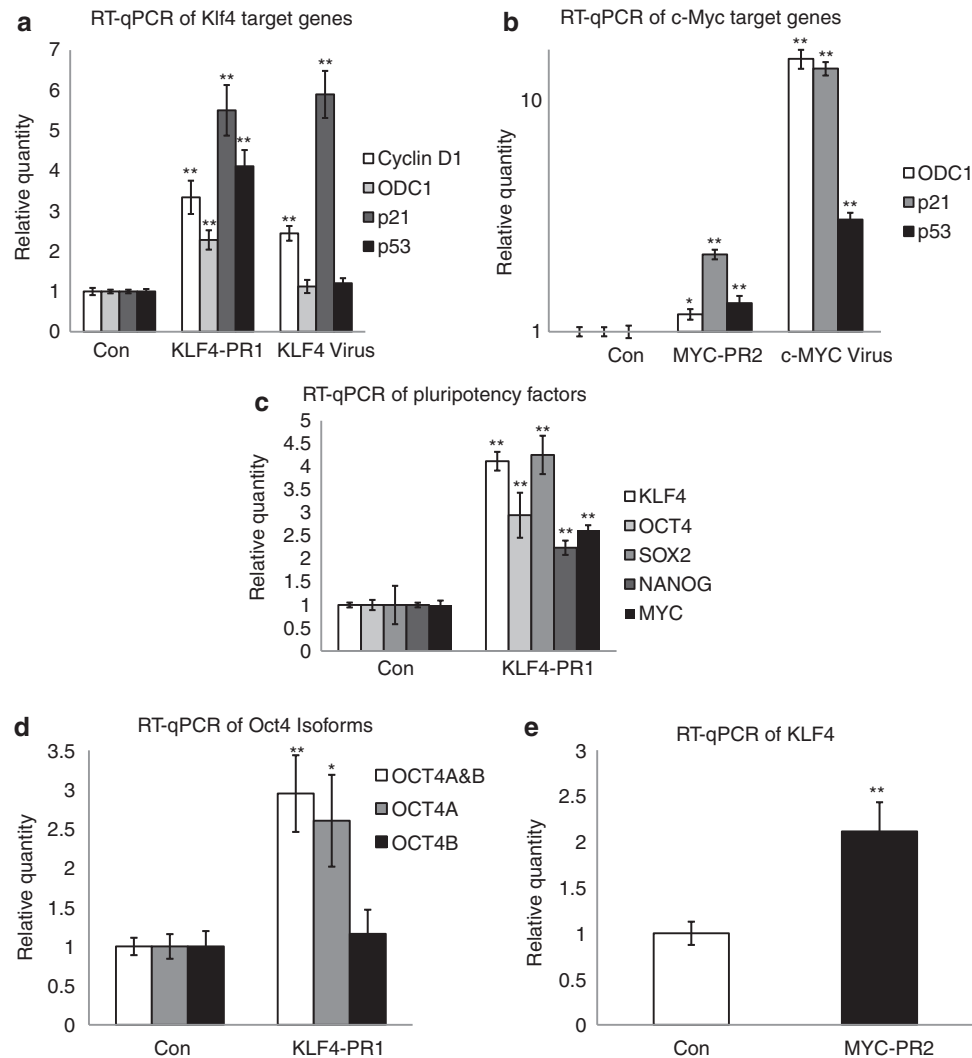 a
RT-qPCR of Klf4 target genes
Relative quantity
7
6
5
4
3
2
1
0
**
**
**
**
**
**
Cyclin D1
ODC1
p21
p53
Con
KLF4-PR1
KLF4 Virus
b
RT-qPCR of c-Myc target genes
Relative quantity
10
1
*
**
**
**
**
**
ODC1
p21
p53
Con
MYC-PR2
c-MYC Virus
c
RT-qPCR of pluripotency factors
Relative quantity
5
4.5
4
3.5
3
2.5
2
1.5
1
0.5
0
**
**
**
**
**
KLF4
OCT4
SOX2
NANOG
MYC
Con
KLF4-PR1
d
RT-qPCR of Oct4 Isoforms
Relative quantity
3.5
3
2.5
2
1.5
1
0.5
0
**
*
OCT4A&B
OCT4A
OCT4B
Con
KLF4-PR1
e
RT-qPCR of KLF4
Relative quantity
3
2.5
2
1.5
1
0.5
0
**
Con
MYC-PR2